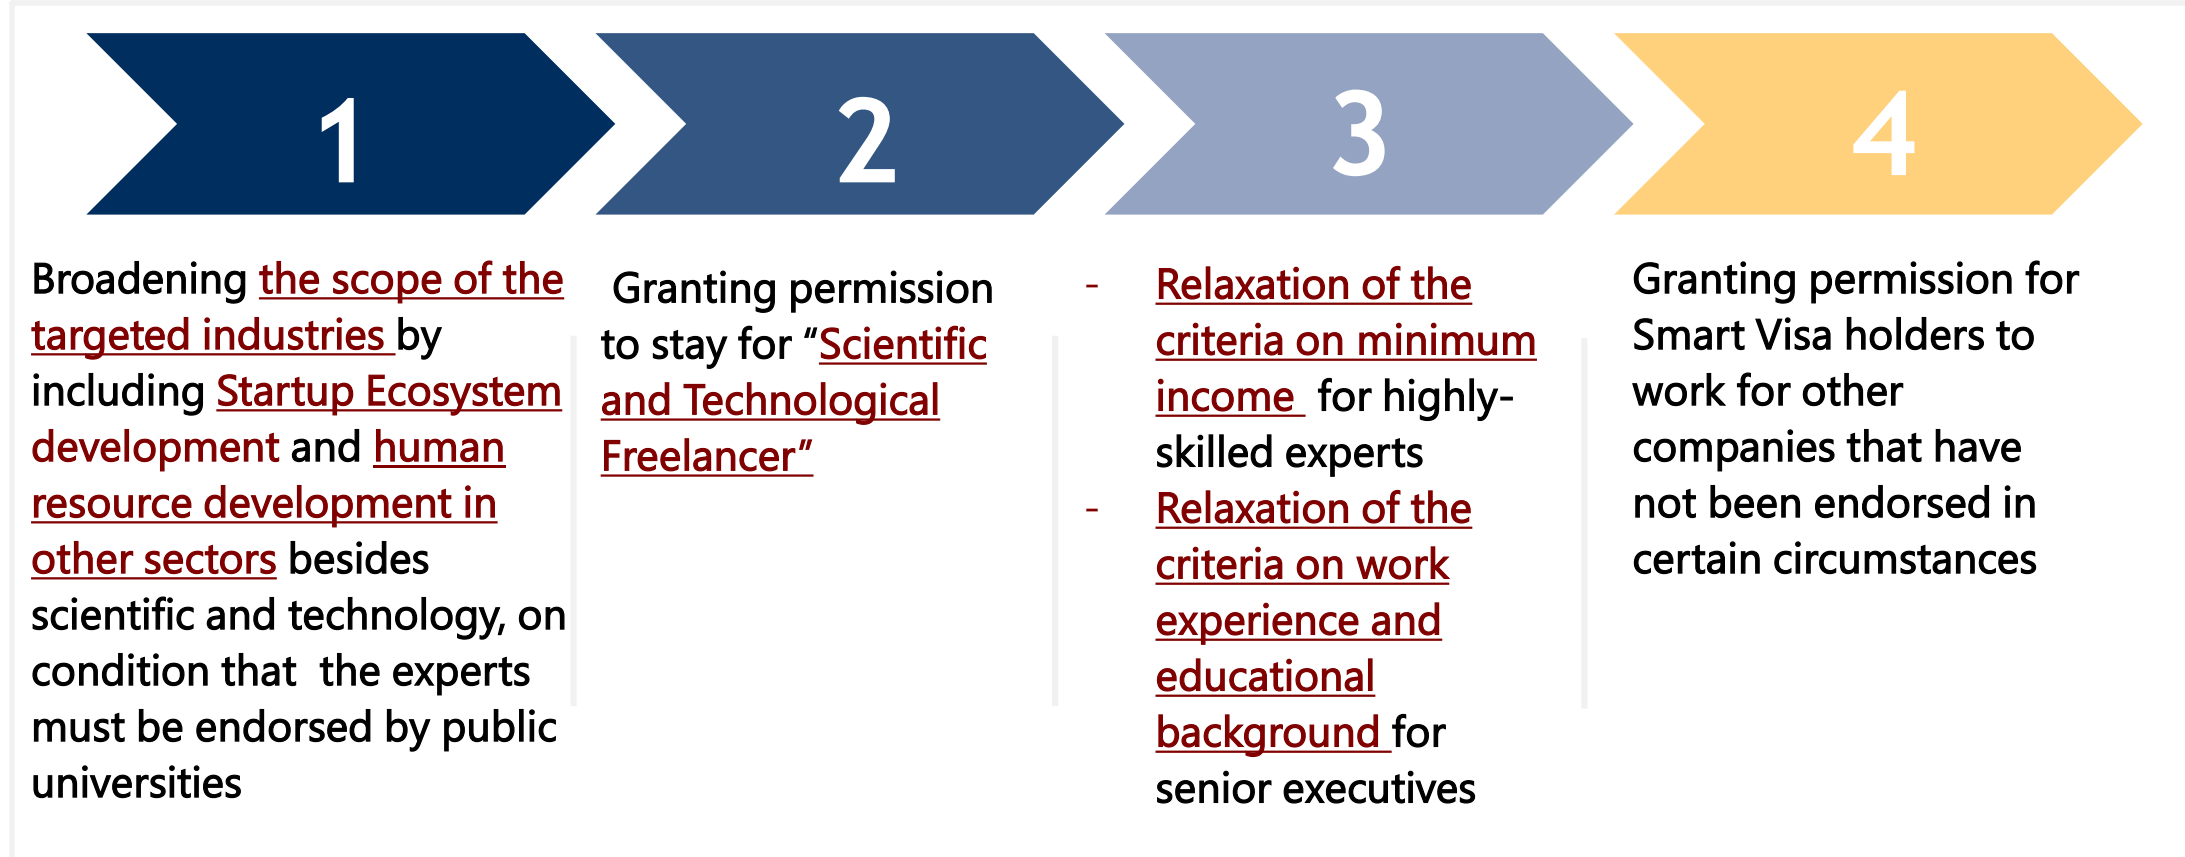 1
2
3
4
Broadening the scope of the
targeted industries by
including Startup Ecosystem
development and human
resource development in
other sectors besides
scientific and technology, on
condition that  the experts
must be endorsed by public
universities
Granting permission
to stay for “Scientific
and Technological
Freelancer”
- Relaxation of the
criteria on minimum
income  for highly-
skilled experts
- Relaxation of the
criteria on work
experience and
educational
background for
senior executives
Granting permission for
Smart Visa holders to
work for other
companies that have
not been endorsed in
certain circumstances